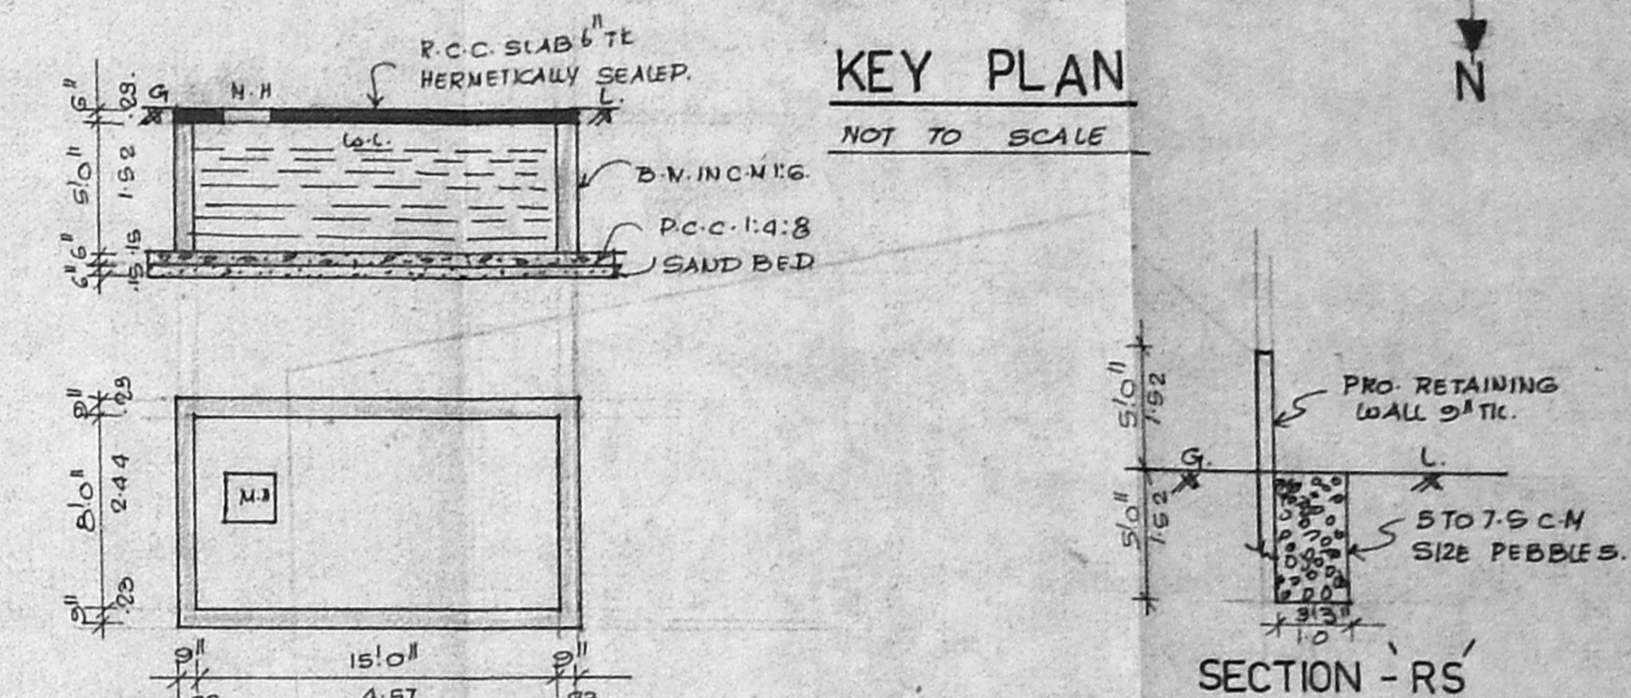 R.C.C. SLAB 6" TK
HERMETICALLY SEALED.
G
M.H
L.
6"
.23.
W.L.
5'0"
1.52
B.N. IN C.M 1:6.
P.C.C. 1:4:8
SAND BED
6"
.15
6"
.15
KEY PLAN
NOT TO SCALE
N
9"
.23
8'0"
2.44
M.H
9"
.23
9"
15'0"
9"
4.57
5'0"
1.52
PRO. RETAINING
WALL 9" TK.
G.
L.
5'0"
1.52
5 TO 7.5 C.M
SIZE PEBBLES.
3'3"
1.0
SECTION - 'RS'